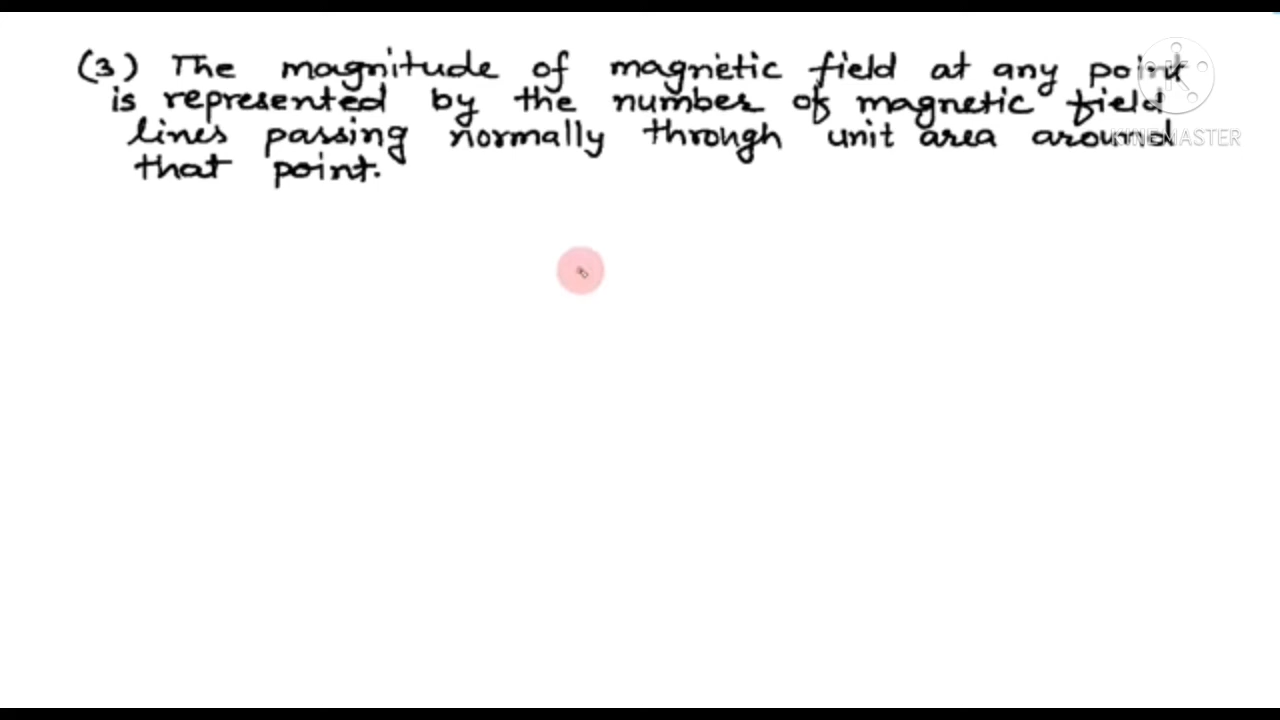 (3) The magnitude of magnetic field at any point
is represented by the number of magnetic field
lines passing normally through unit area around
that point.
KINEMASTER